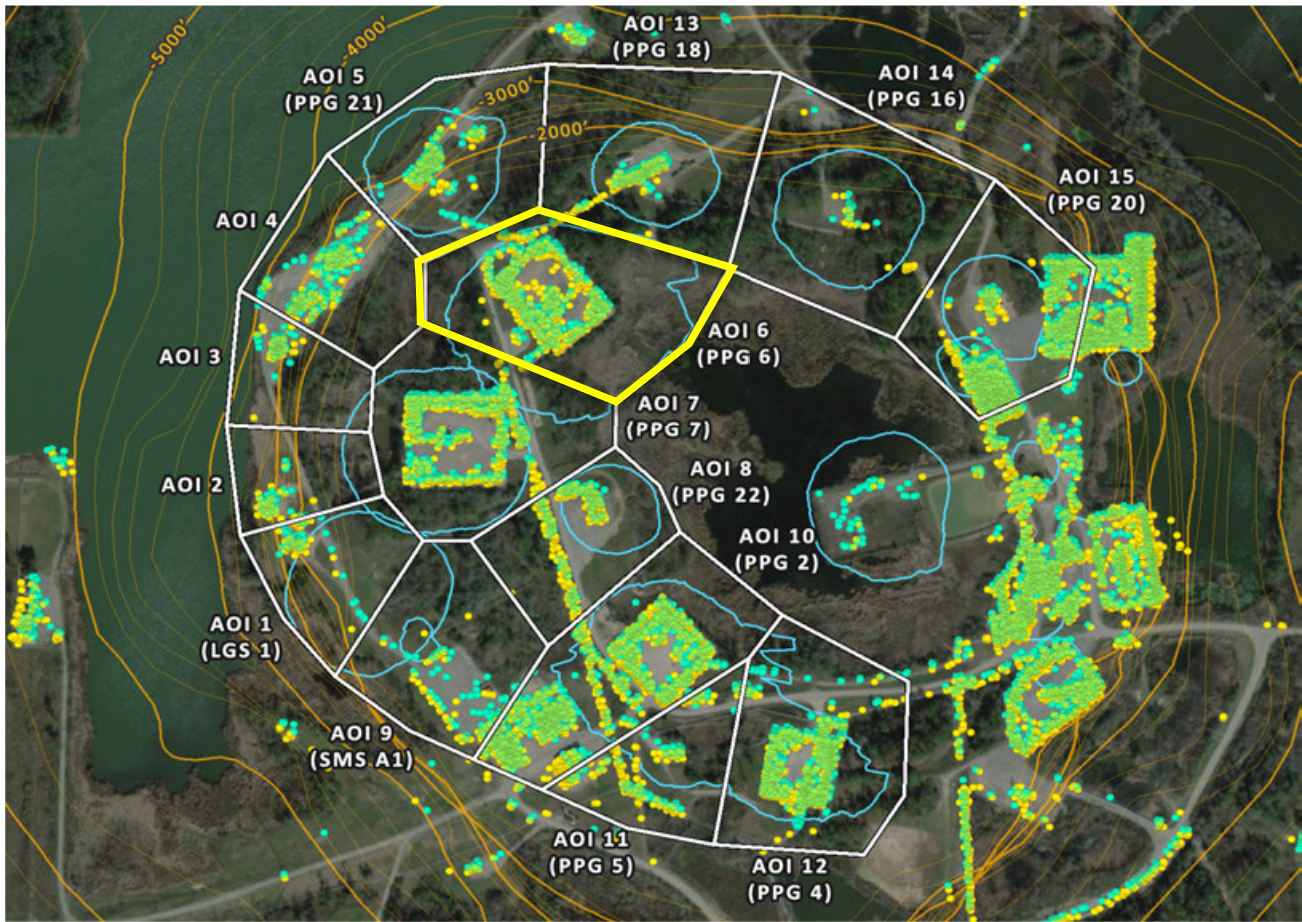 -5000'
-4000'
-3000'
-2000'
AOI 13
(PPG 18)
AOI 5
(PPG 21)
AOI 14
(PPG 16)
AOI 15
(PPG 20)
AOI 4
AOI 6
(PPG 6)
AOI 3
AOI 7
(PPG 7)
AOI 8
(PPG 22)
AOI 2
AOI 10
(PPG 2)
AOI 1
(LGS 1)
AOI 9
(SMS A1)
AOI 11
(PPG 5)
AOI 12
(PPG 4)